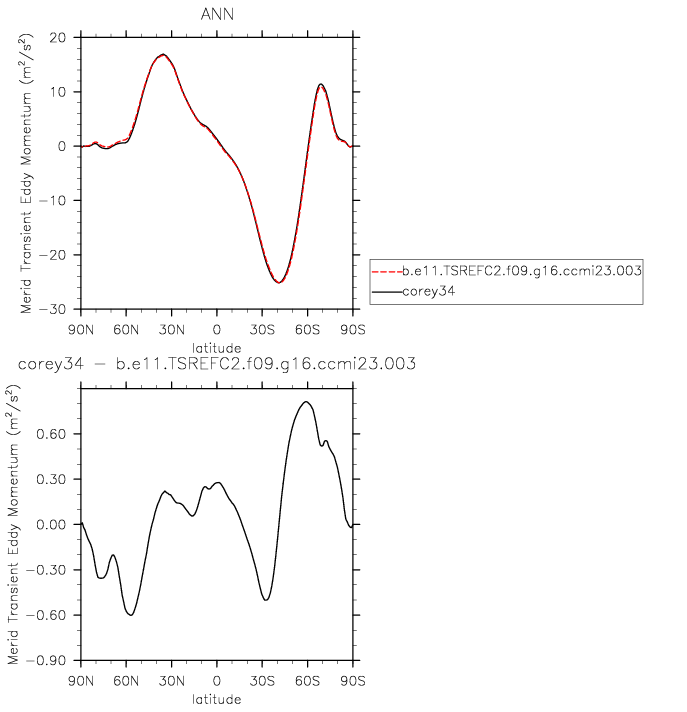 ANN
Merid Transient Eddy Momentum (m²/s²)
20
10
0
−10
−20
−30
90N 60N 30N 0 30S 60S 90S
latitude
b.e11.TSREFC2.f09.g16.ccmi23.003
corey34
corey34 − b.e11.TSREFC2.f09.g16.ccmi23.003
Merid Transient Eddy Momentum (m²/s²)
0.60
0.30
0.00
−0.30
−0.60
−0.90
90N 60N 30N 0 30S 60S 90S
latitude